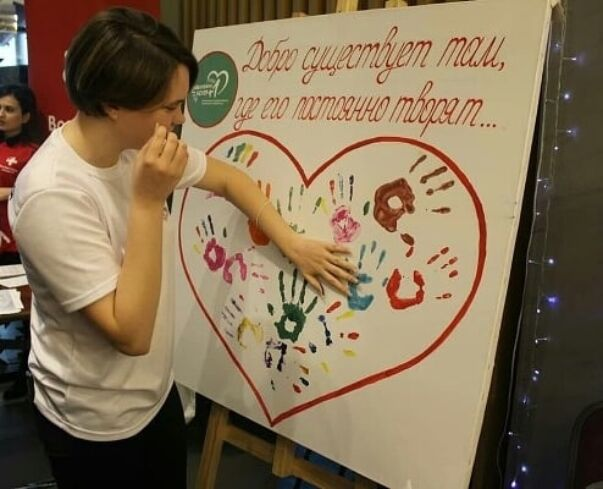 Добро существует там,
где его постоянно творят...